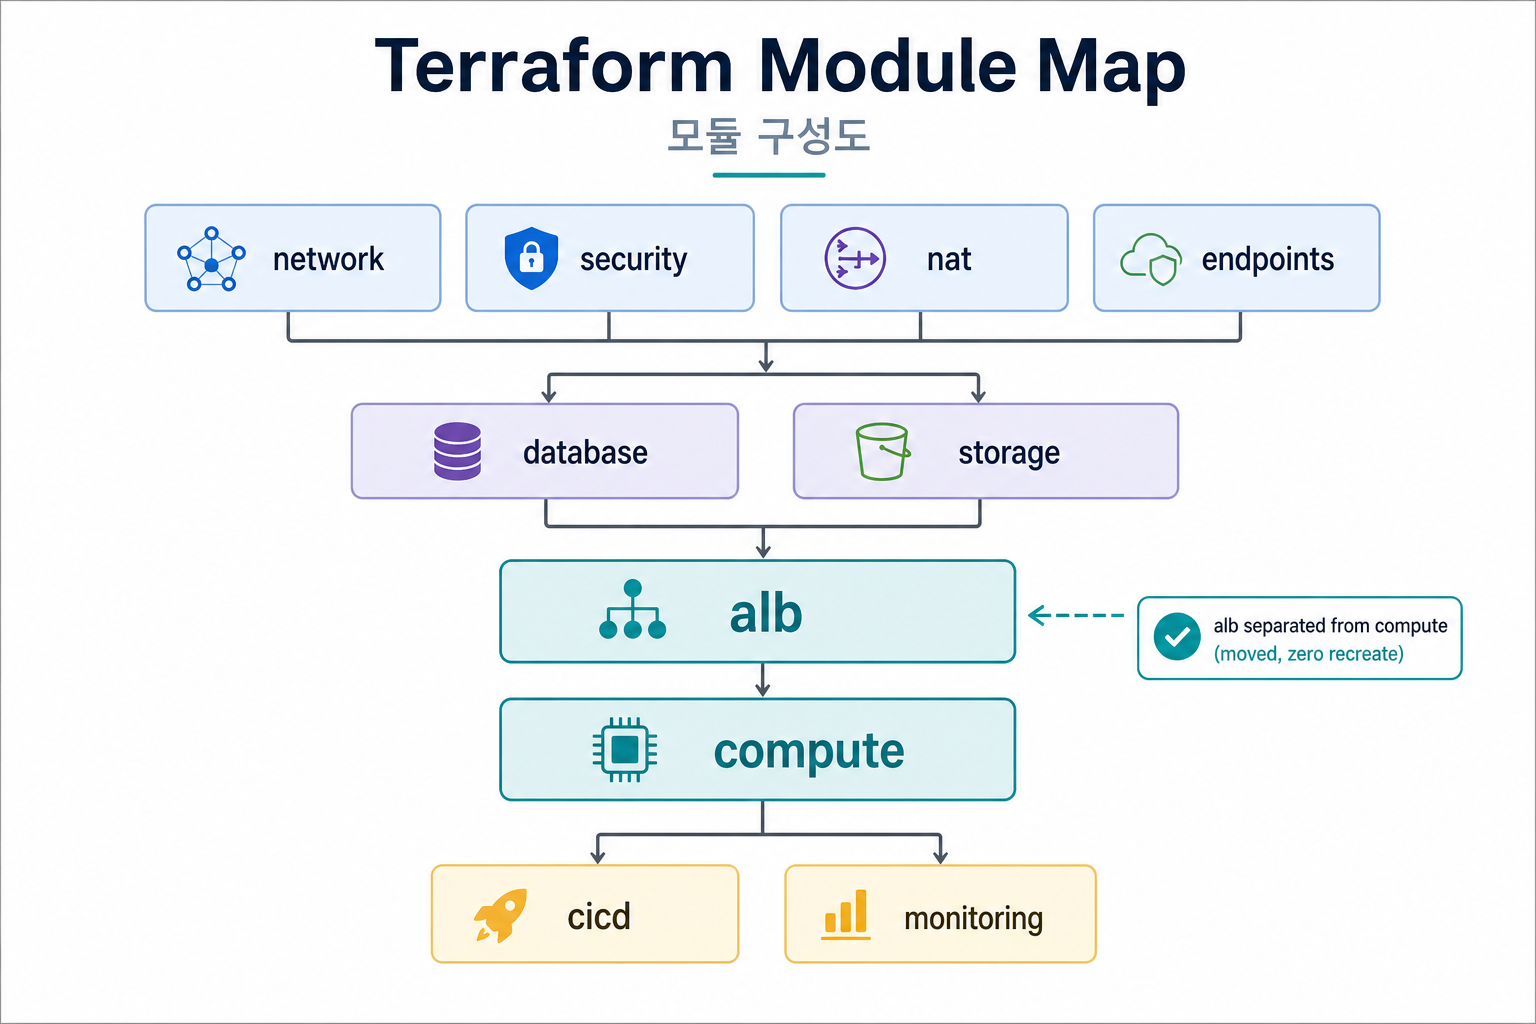 Terraform Module Map
모듈 구성도
network
security
nat
endpoints
database
storage
alb
alb separated from compute
(moved, zero recreate)
compute
cicd
monitoring